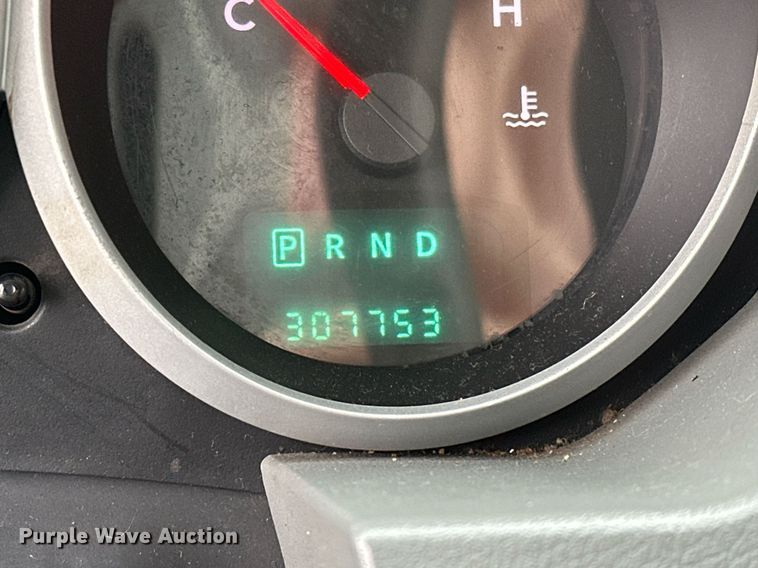 C H
P R N D
307753
Purple Wave Auction